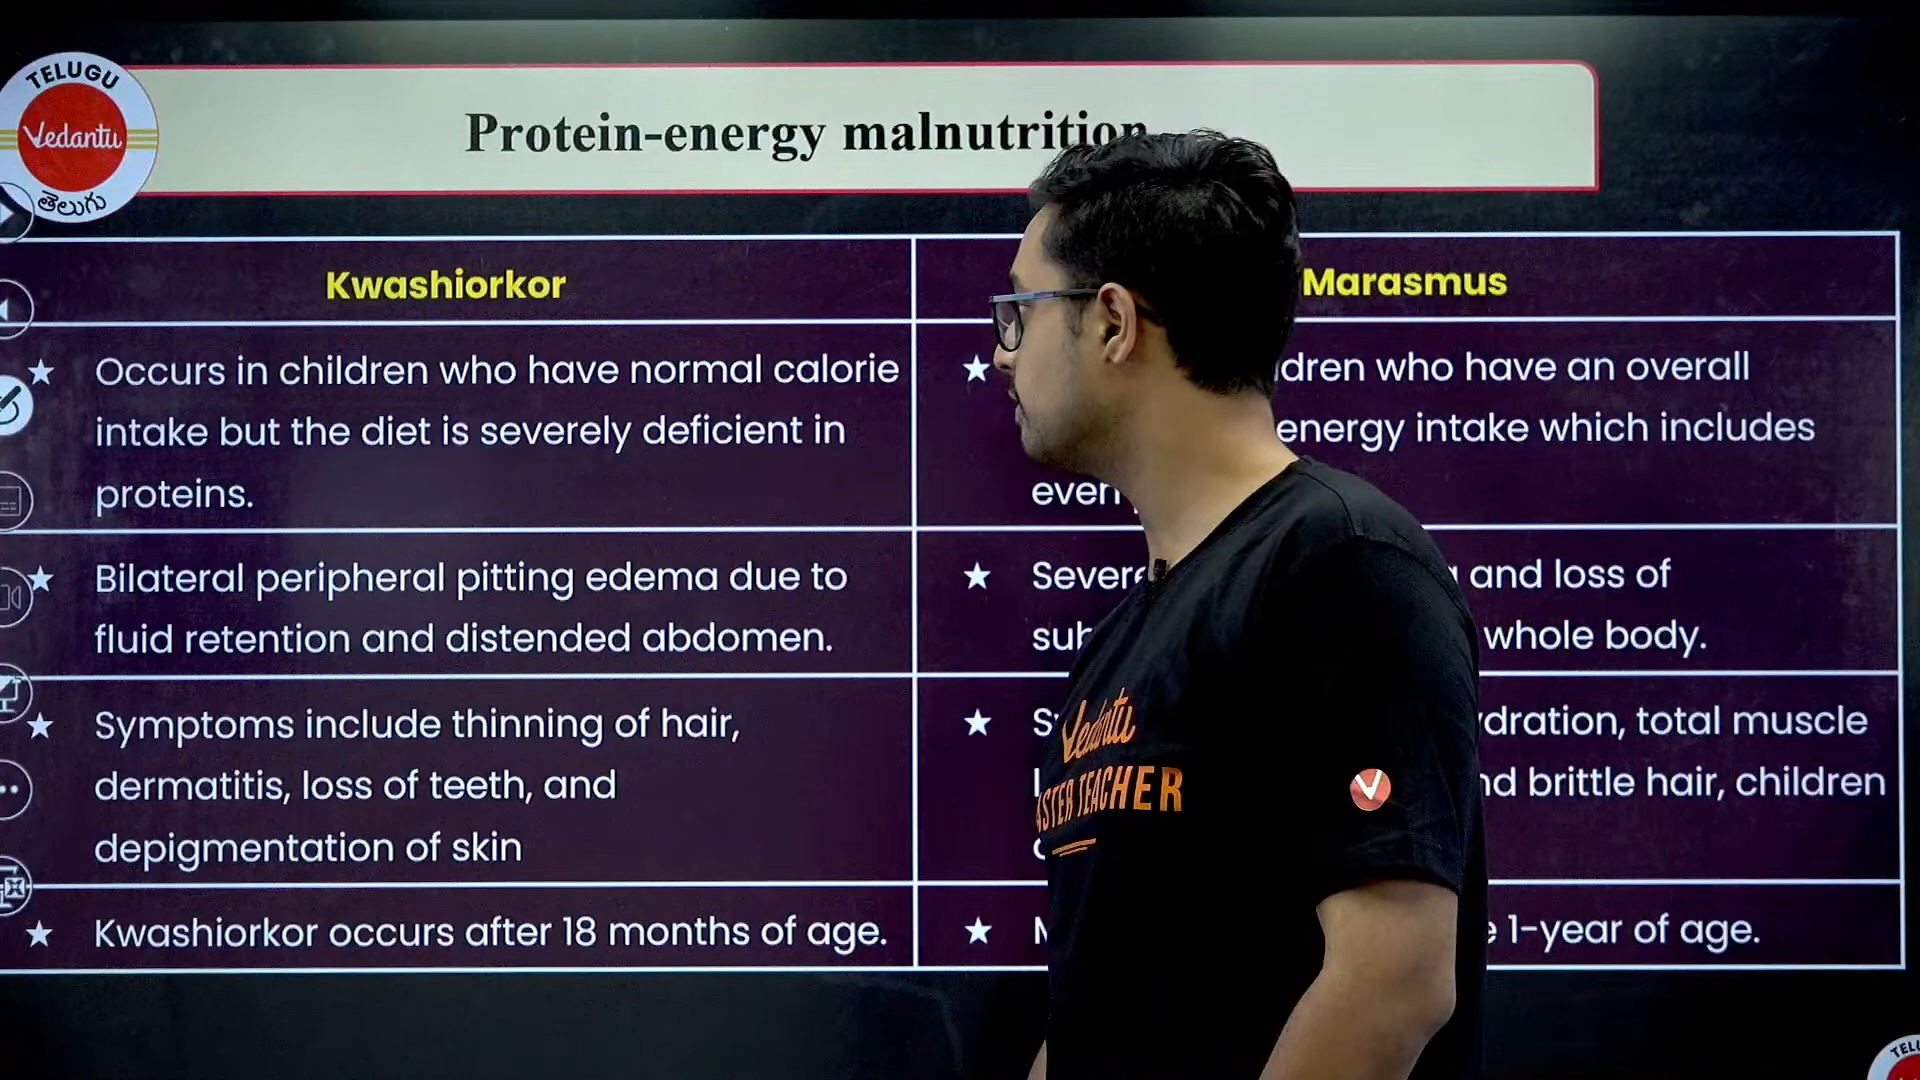 TELUGU
Vedantu
తెలుగు
Protein-energy malnutrition
Kwashiorkor
Marasmus
★ Occurs in children who have normal calorie
intake but the diet is severely deficient in
proteins.
★ who have an overall
energy intake which includes
even
★ Bilateral peripheral pitting edema due to
fluid retention and distended abdomen.
★ and loss of
whole body.
★ Symptoms include thinning of hair,
dermatitis, loss of teeth, and
depigmentation of skin
★ total muscle
brittle hair, children
★ Kwashiorkor occurs after 18 months of age.
★ 1-year of age.
Vedantu
TEACHER
V